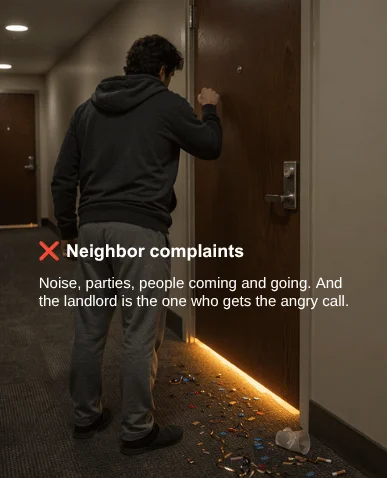 ❌ Neighbor complaints
Noise, parties, people coming and going. And
the landlord is the one who gets the angry call.